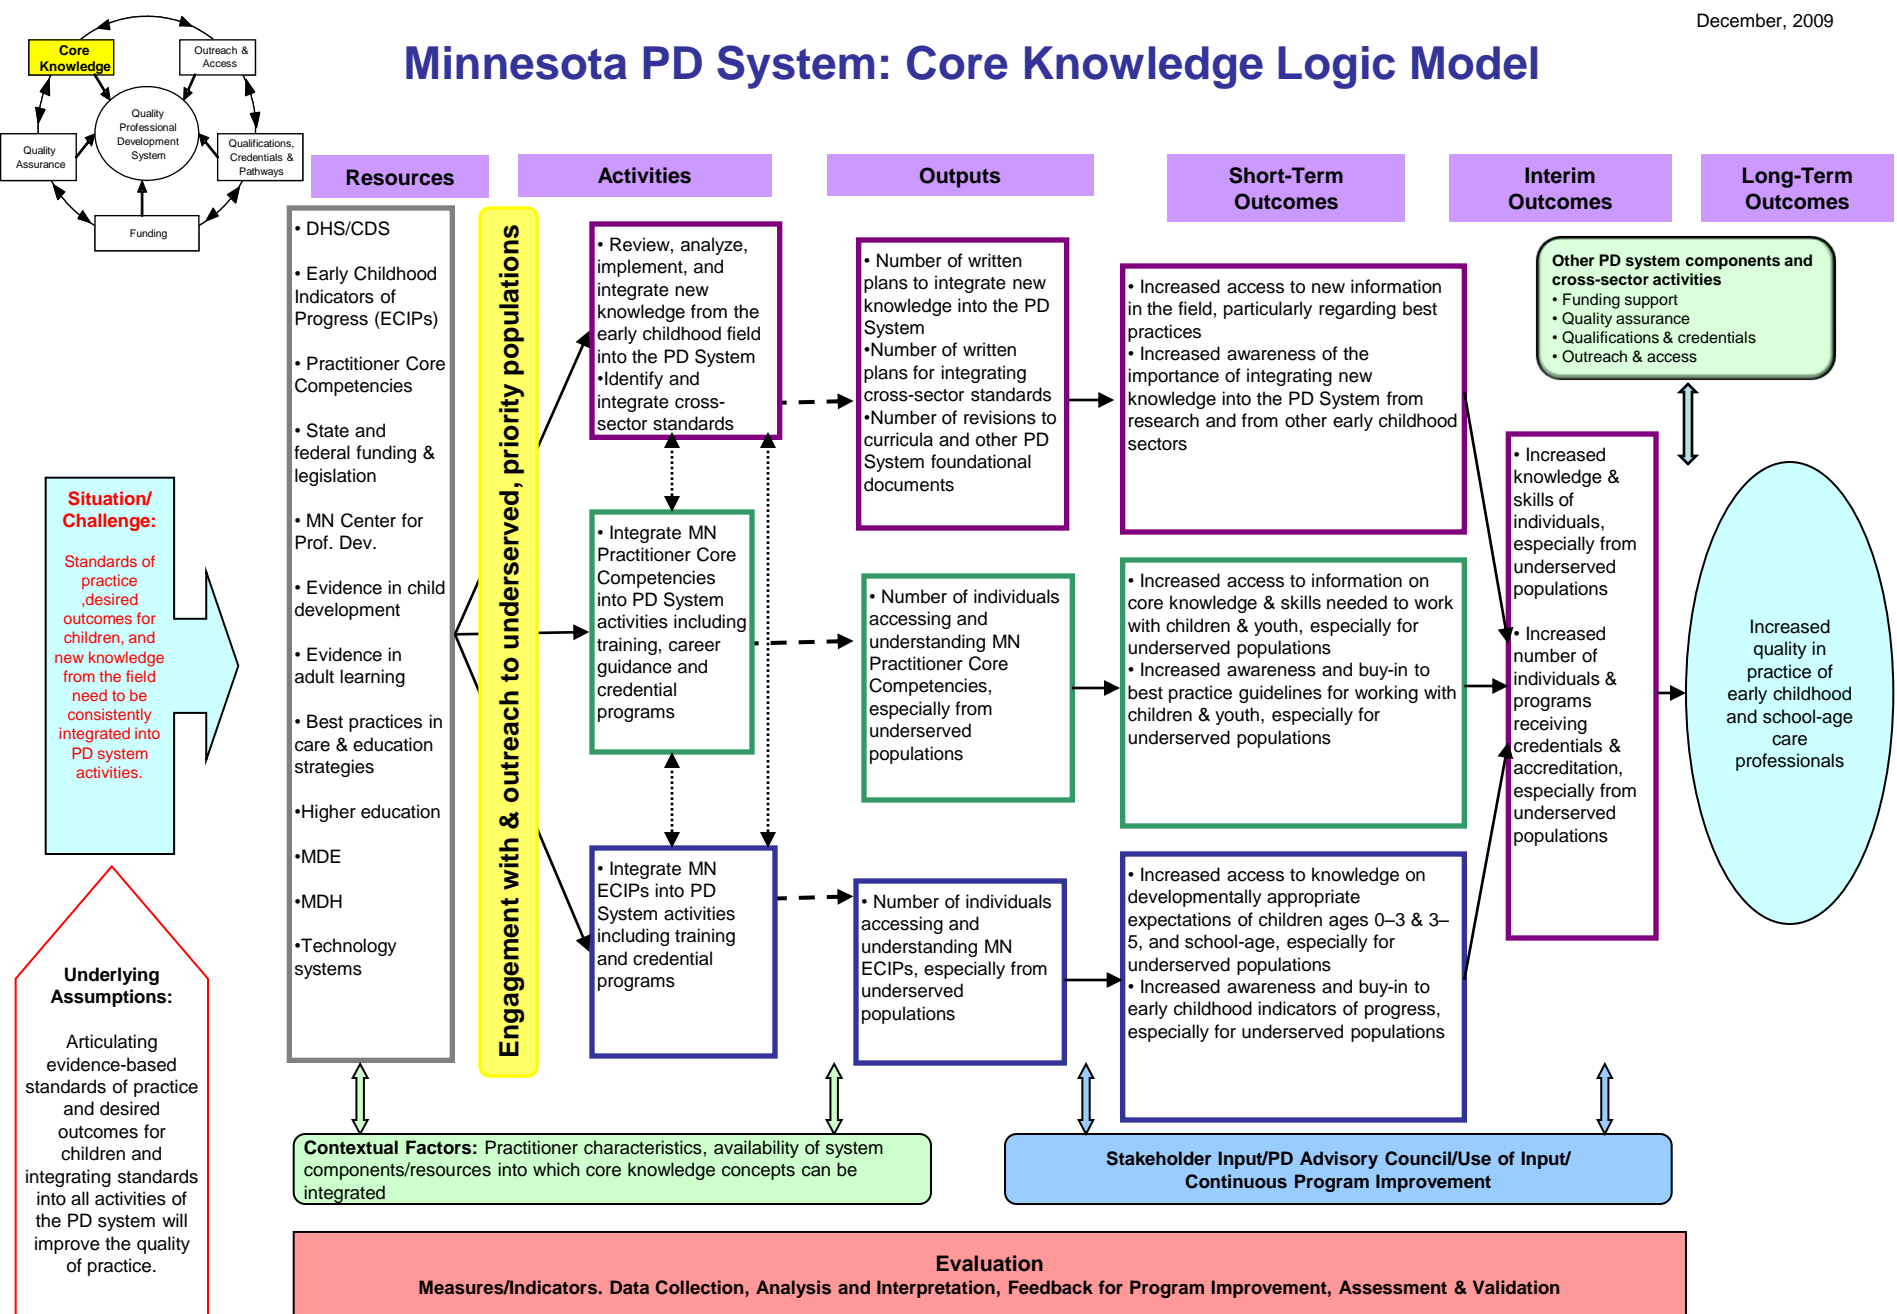 December, 2009
Minnesota PD System: Core Knowledge Logic Model
Core
Knowledge
Outreach &
Access
Quality
Professional
Development
System
Quality
Assurance
Qualifications,
Credentials &
Pathways
Funding
Resources
Activities
Outputs
Short-Term
Outcomes
Interim
Outcomes
Long-Term
Outcomes
Situation/
Challenge:
Standards of
practice
,desired
outcomes for
children, and
new knowledge
from the field
need to be
consistently
integrated into
PD system
activities.
Underlying
Assumptions:
Articulating
evidence-based
standards of practice
and desired
outcomes for
children and
integrating standards
into all activities of
the PD system will
improve the quality
of practice.
• DHS/CDS
• Early Childhood
Indicators of
Progress (ECIPs)
• Practitioner Core
Competencies
• State and
federal funding &
legislation
• MN Center for
Prof. Dev.
• Evidence in child
development
• Evidence in
adult learning
• Best practices in
care & education
strategies
•Higher education
•MDE
•MDH
•Technology
systems
Engagement with & outreach to underserved, priority populations
• Review, analyze,
implement, and
integrate new
knowledge from the
early childhood field
into the PD System
•Identify and
integrate cross-
sector standards
• Integrate MN
Practitioner Core
Competencies
into PD System
activities including
training, career
guidance and
credential
programs
• Integrate MN
ECIPs into PD
System activities
including training
and credential
programs
• Number of written
plans to integrate new
knowledge into the PD
System
•Number of written
plans for integrating
cross-sector standards
•Number of revisions to
curricula and other PD
System foundational
documents
• Number of individuals
accessing and
understanding MN
Practitioner Core
Competencies,
especially from
underserved
populations
• Number of individuals
accessing and
understanding MN
ECIPs, especially from
underserved
populations
• Increased access to new information
in the field, particularly regarding best
practices
• Increased awareness of the
importance of integrating new
knowledge into the PD System from
research and from other early childhood
sectors
• Increased access to information on
core knowledge & skills needed to work
with children & youth, especially for
underserved populations
• Increased awareness and buy-in to
best practice guidelines for working with
children & youth, especially for
underserved populations
• Increased access to knowledge on
developmentally appropriate
expectations of children ages 0–3 & 3–
5, and school-age, especially for
underserved populations
• Increased awareness and buy-in to
early childhood indicators of progress,
especially for underserved populations
Other PD system components and
cross-sector activities
• Funding support
• Quality assurance
• Qualifications & credentials
• Outreach & access
• Increased
knowledge &
skills of
individuals,
especially from
underserved
populations
• Increased
number of
individuals &
programs
receiving
credentials &
accreditation,
especially from
underserved
populations
Increased
quality in
practice of
early childhood
and school-age
care
professionals
Contextual Factors: Practitioner characteristics, availability of system
components/resources into which core knowledge concepts can be
integrated
Stakeholder Input/PD Advisory Council/Use of Input/
Continuous Program Improvement
Evaluation
Measures/Indicators. Data Collection, Analysis and Interpretation, Feedback for Program Improvement, Assessment & Validation